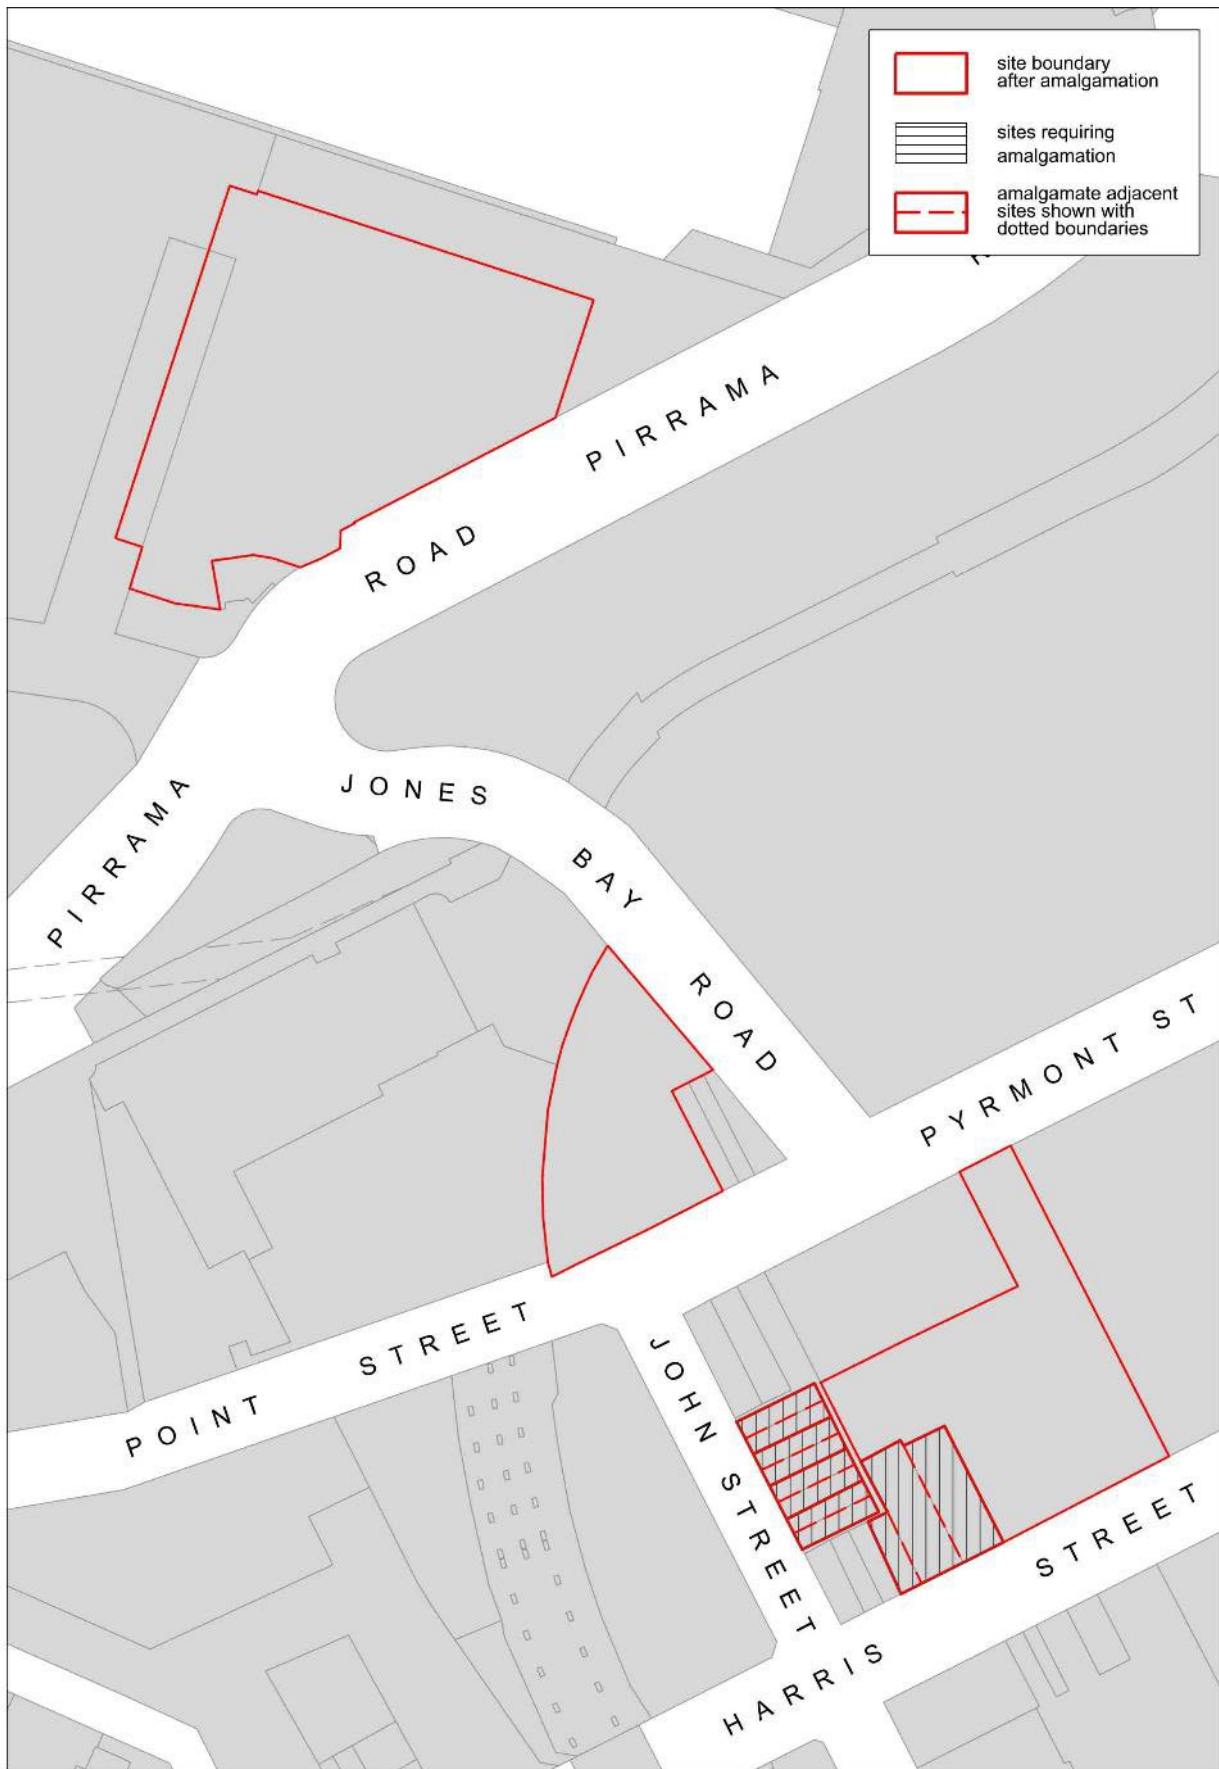 site boundary
after amalgamation
sites requiring
amalgamation
amalgamate adjacent
sites shown with
dotted boundaries
PIRRAMA
ROAD
JONES
PIRRAMA
BAY
ROAD
PYRMONT ST
POINT STREET
JOHN STREET
HARRIS STREET